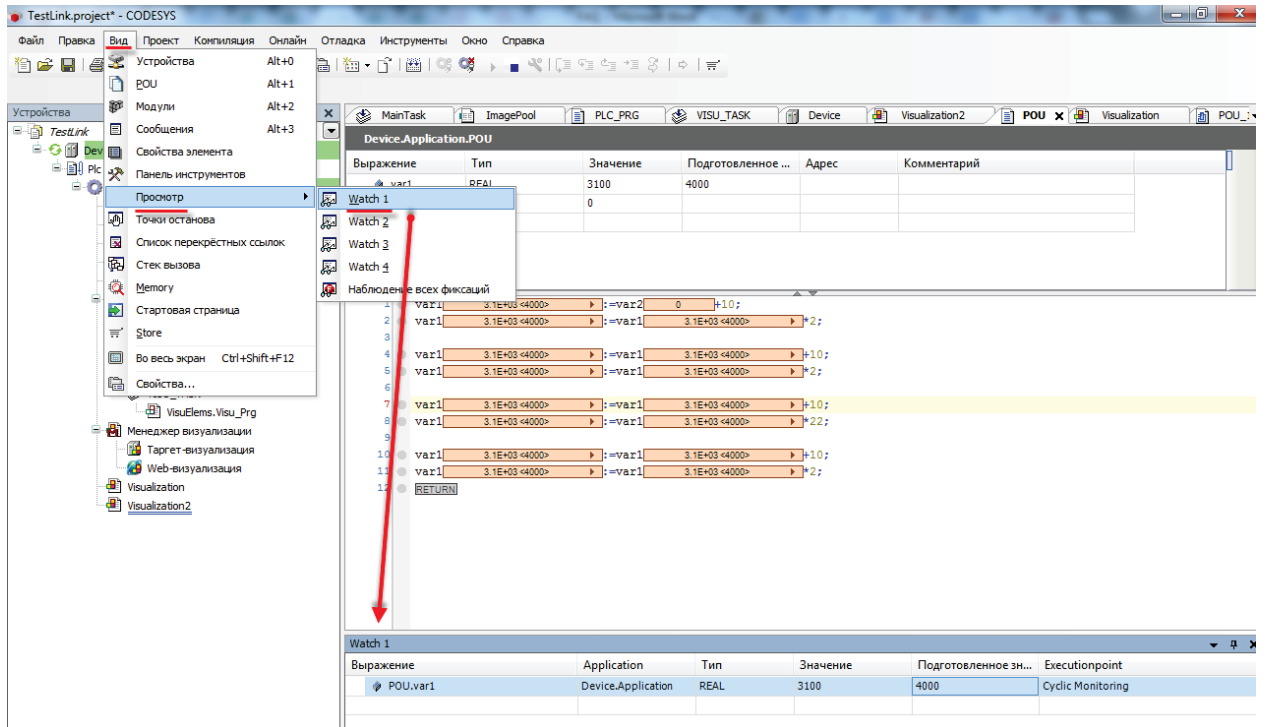 TestLink.project* - CODESYS
Файл Правка Вид Проект Компиляция Онлайн Отладка Инструменты Окно Справка
Устройства Alt+0
POU Alt+1
Модули Alt+2
Сообщения Alt+3
Свойства элемента
Панель инструментов
Просмотр
Точки останова
Список перекрёстных ссылок
Стек вызова
Memory
Стартовая страница
Store
Во весь экран Ctrl+Shift+F12
Свойства...
Watch 1
Watch 2
Watch 3
Watch 4
Наблюдение всех фиксаций
Устройства
TestLink
Dev
Plc
VisuElems.Visu_Prg
Менеджер визуализации
Таргет-визуализация
Web-визуализация
Visualization
Visualization2
MainTask ImagePool PLC_PRG VISU_TASK Device Visualization2 POU Visualization
Device.Application.POU
Выражение Тип Значение Подготовленное ... Адрес Комментарий
var1 REAL 3100 4000
0
1 var1 3.1E+03 <4000> :=var2 0 +10;
2 var1 3.1E+03 <4000> :=var1 3.1E+03 <4000> *2;
3
4 var1 3.1E+03 <4000> :=var1 3.1E+03 <4000> +10;
5 var1 3.1E+03 <4000> :=var1 3.1E+03 <4000> *2;
6
7 var1 3.1E+03 <4000> :=var1 3.1E+03 <4000> +10;
8 var1 3.1E+03 <4000> :=var1 3.1E+03 <4000> *22;
9
10 var1 3.1E+03 <4000> :=var1 3.1E+03 <4000> +10;
11 var1 3.1E+03 <4000> :=var1 3.1E+03 <4000> *2;
12 RETURN
Watch 1
Выражение Application Тип Значение Подготовленное зн... Executionpoint
POU.var1 Device.Application REAL 3100 4000 Cyclic Monitoring